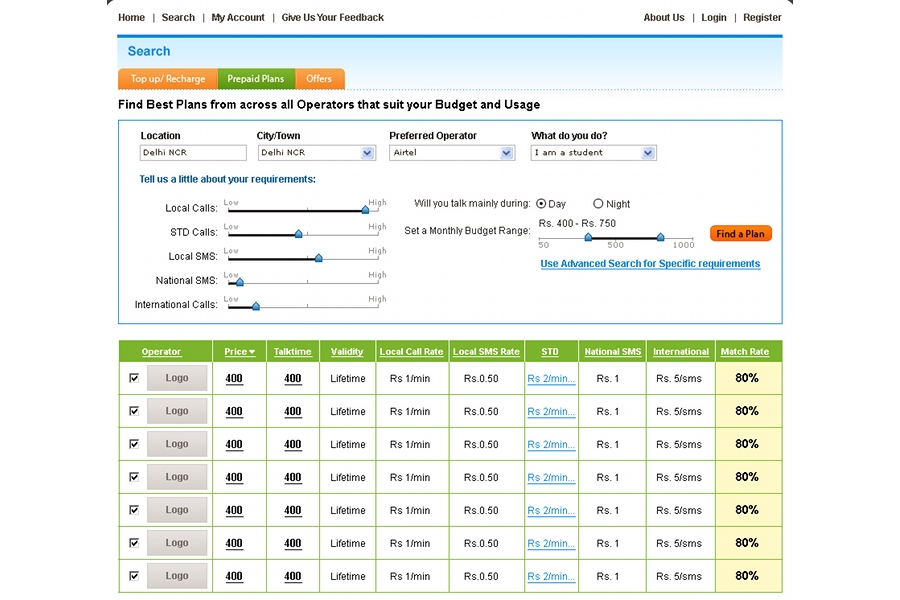 Home | Search | My Account | Give Us Your Feedback About Us | Login | Register
Search
Top up/ Recharge Prepaid Plans Offers
Find Best Plans from across all Operators that suit your Budget and Usage
Location City/Town Preferred Operator What do you do?
Delhi NCR Delhi NCR Airtel I am a student
Tell us a little about your requirements:
Local Calls: Low High Will you talk mainly during: Day Night
STD Calls: Low High Set a Monthly Budget Range: Rs. 400 - Rs. 750 Find a Plan
50 500 1000
Local SMS: Low High Use Advanced Search for Specific requirements
National SMS: Low High
International Calls: Low High
Operator Price Talktime Validity Local Call Rate Local SMS Rate STD National SMS International Match Rate
Logo 400 400 Lifetime Rs 1/min Rs.0.50 Rs 2/min... Rs. 1 Rs. 5/sms 80%
Logo 400 400 Lifetime Rs 1/min Rs.0.50 Rs 2/min... Rs. 1 Rs. 5/sms 80%
Logo 400 400 Lifetime Rs 1/min Rs.0.50 Rs 2/min... Rs. 1 Rs. 5/sms 80%
Logo 400 400 Lifetime Rs 1/min Rs.0.50 Rs 2/min... Rs. 1 Rs. 5/sms 80%
Logo 400 400 Lifetime Rs 1/min Rs.0.50 Rs 2/min... Rs. 1 Rs. 5/sms 80%
Logo 400 400 Lifetime Rs 1/min Rs.0.50 Rs 2/min... Rs. 1 Rs. 5/sms 80%
Logo 400 400 Lifetime Rs 1/min Rs.0.50 Rs 2/min... Rs. 1 Rs. 5/sms 80%